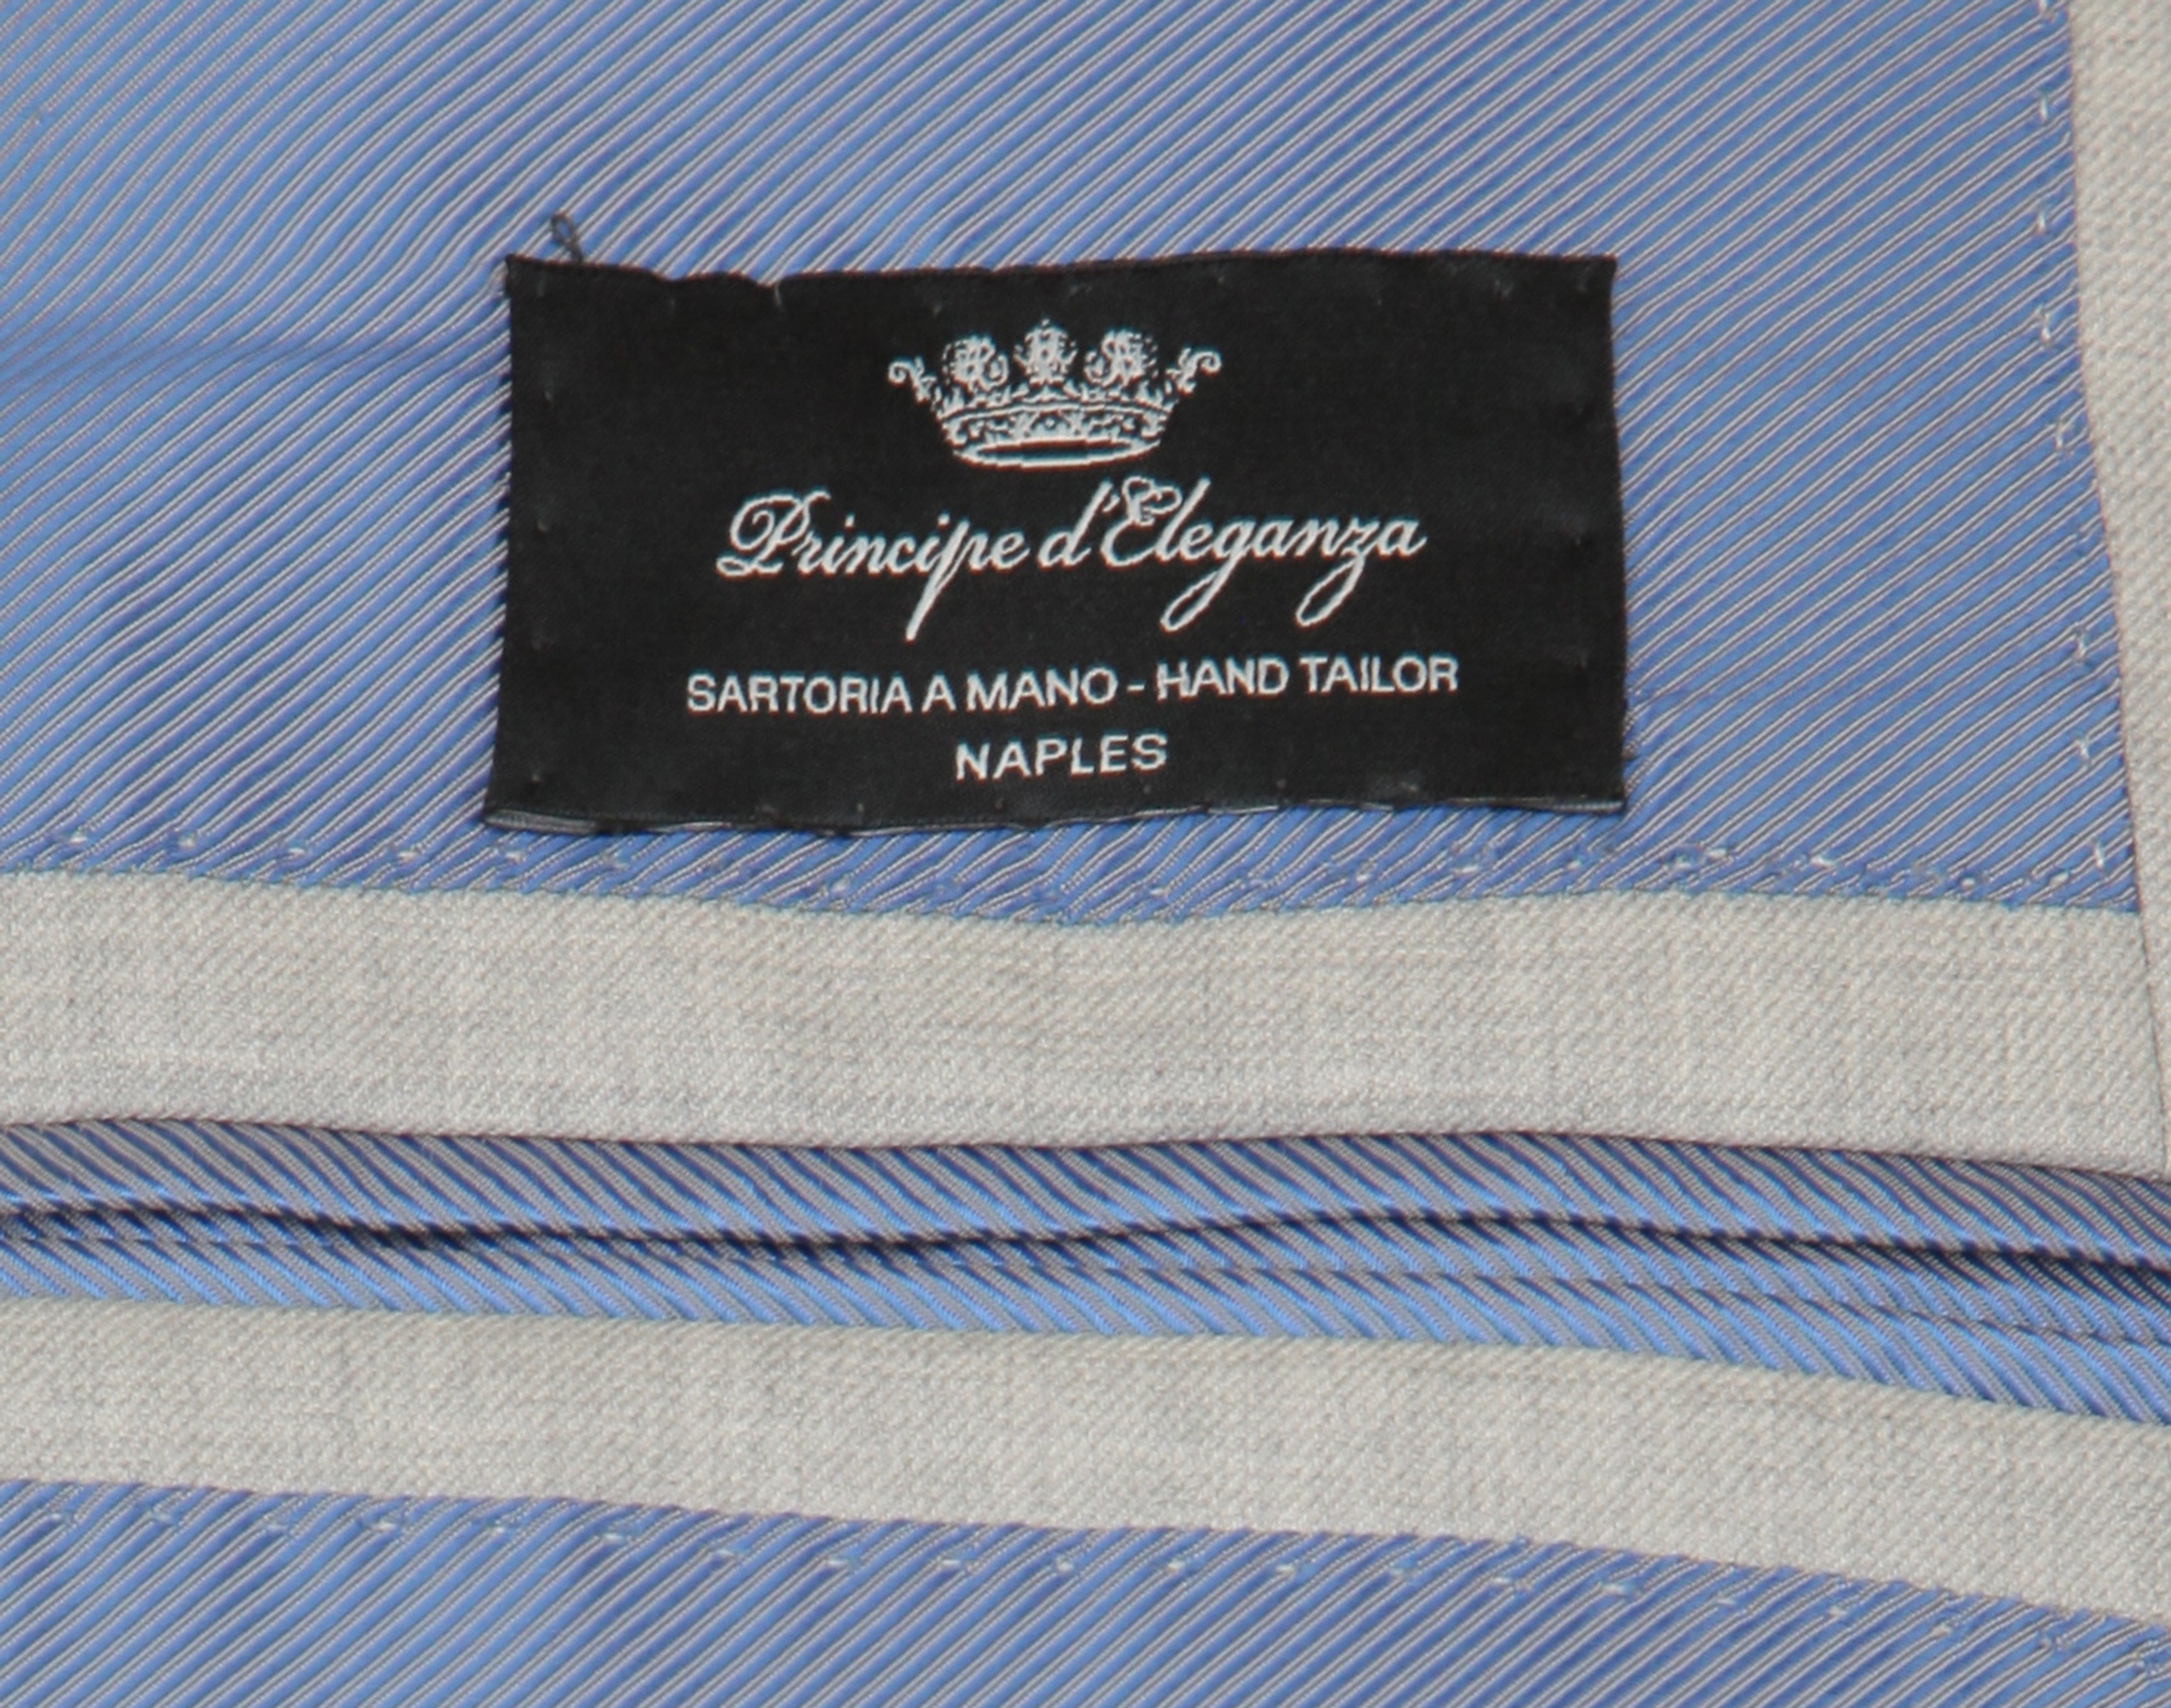 Principe d'Eleganza
SARTORIA A MANO - HAND TAILOR
NAPLES